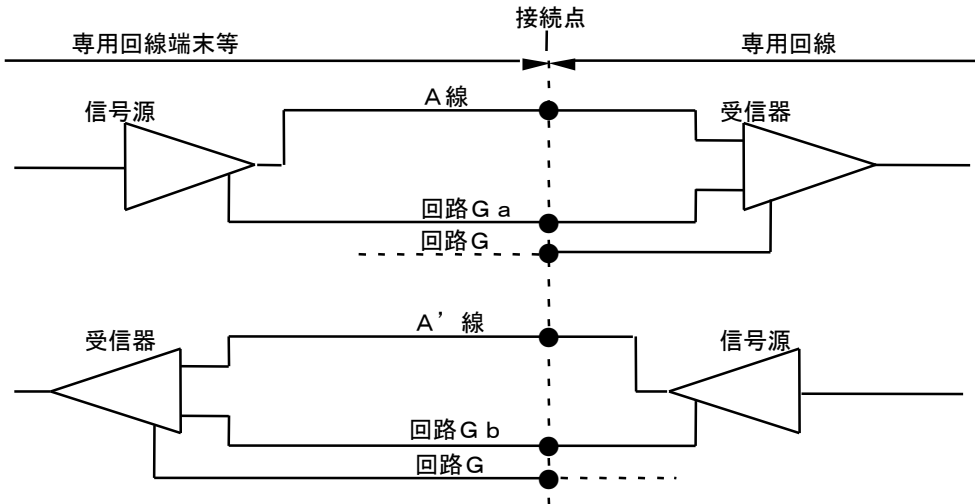 接続点
専用回線端末等
専用回線
信号源
A線
受信器
回路Ga
回路G
受信器
A’線
信号源
回路Gb
回路G